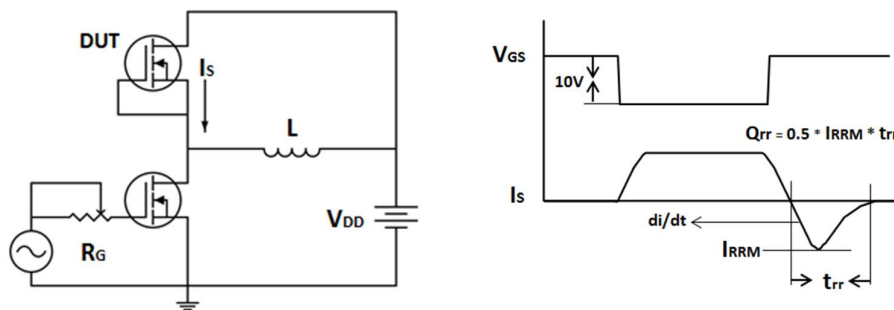 DUT
IS
L
VDD
RG
VGS
10V
Qrr = 0.5 * IRRM * trr
IS
di/dt
IRRM
trr